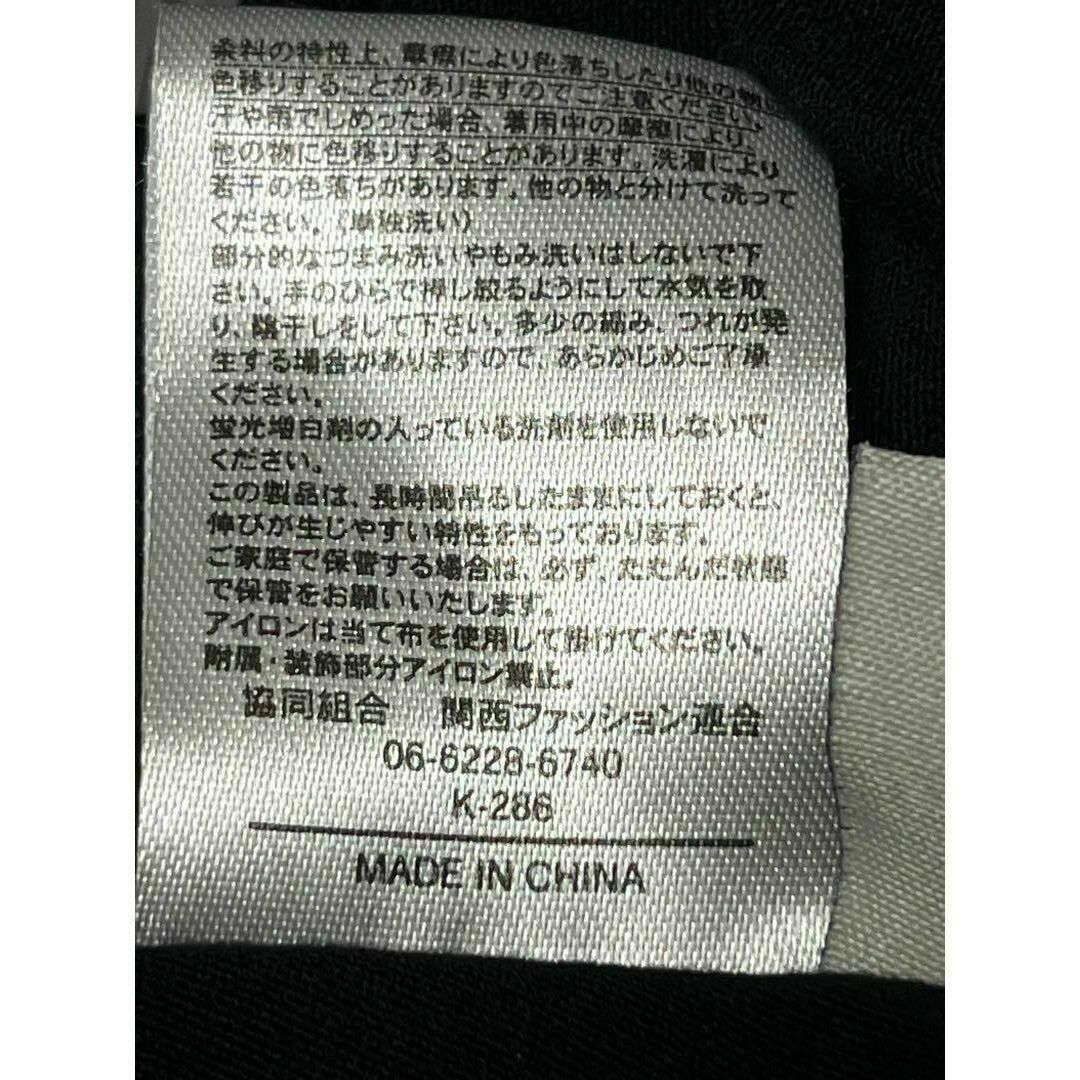 染料の特性上、摩擦により色落ちしたり他の物に
色移りすることがありますのでご注意ください。
汗や雨でしめった場合、着用中の摩擦により、
他の物に色移りすることがあります。洗濯により
若干の色落ちがあります。他の物と分けて洗って
ください。(単独洗い)
部分的なつまみ洗いやもみ洗いはしないで下
さい。手のひらで押し絞るようにして水気を取
り、陰干しをして下さい。多少の縮み、つれが発
生する場合がありますので、あらかじめご了承
ください。
蛍光増白剤の入っている洗剤を使用しないで
ください。
この製品は、長時間吊るしたままにしておくと、
伸びが生じやすい特性をもっております。
ご家庭で保管する場合は、必ず、たたんだ状態
で保管をお願いいたします。
アイロンは当て布を使用して掛けてください。
附属・装飾部分アイロン禁止。
協同組合 関西ファッション連合
06-6228-6740
K-286
MADE IN CHINA